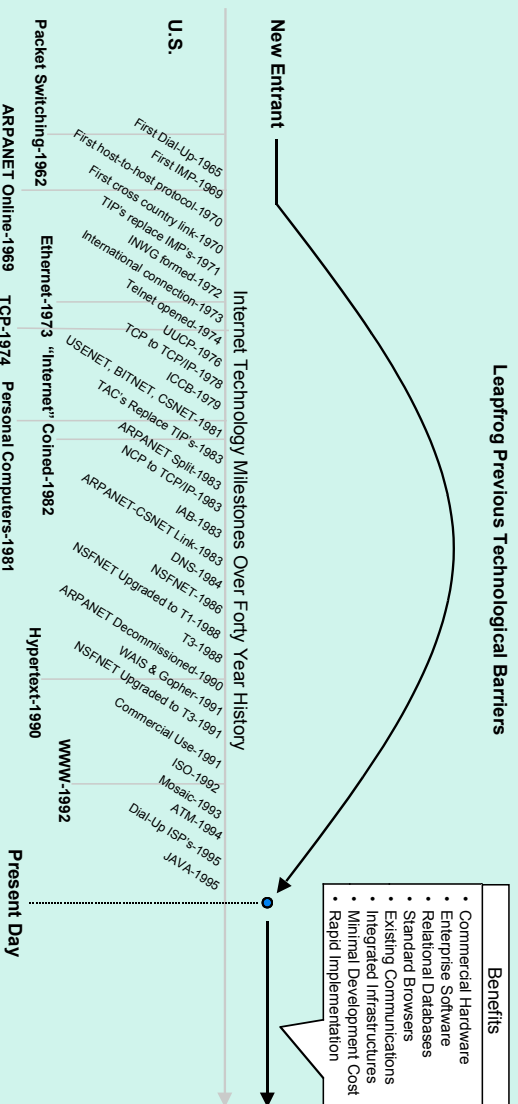 Leapfrog Previous Technological Barriers
Benefits
• Commercial Hardware
• Enterprise Software
• Relational Databases
• Standard Browsers
• Existing Communications
• Integrated Infrastructures
• Minimal Development Cost
• Rapid Implementation
New Entrant
Internet Technology Milestones Over Forty Year History
U.S.
First Dial-Up-1965
First IMP-1969
First host-to-host protocol-1970
First cross country link-1970
TIP's replace IMP's-1971
INWG formed-1972
International connection-1973
Telnet opened-1974
UUCP-1976
TCP to TCP/IP-1978
ICCB-1979
USENET, BITNET, CSNET-1981
TAC's Replace TIP's-1983
ARPANET Split-1983
NCP to TCP/IP-1983
IAB-1983
ARPANET-CSNET Link-1983
DNS-1984
NSFNET-1986
NSFNET Upgraded to T1-1988
T3-1988
ARPANET Decommissioned-1990
WAIS & Gopher-1991
NSFNET Upgraded to T3-1991
Commercial Use-1991
ISO-1992
Mosaic-1993
ATM-1994
Dial-Up ISP's-1995
JAVA-1995
Packet Switching-1962
Ethernet-1973
"Internet" Coined-1982
Hypertext-1990
WWW-1992
ARPANET Online-1969
TCP-1974
Personal Computers-1981
Present Day